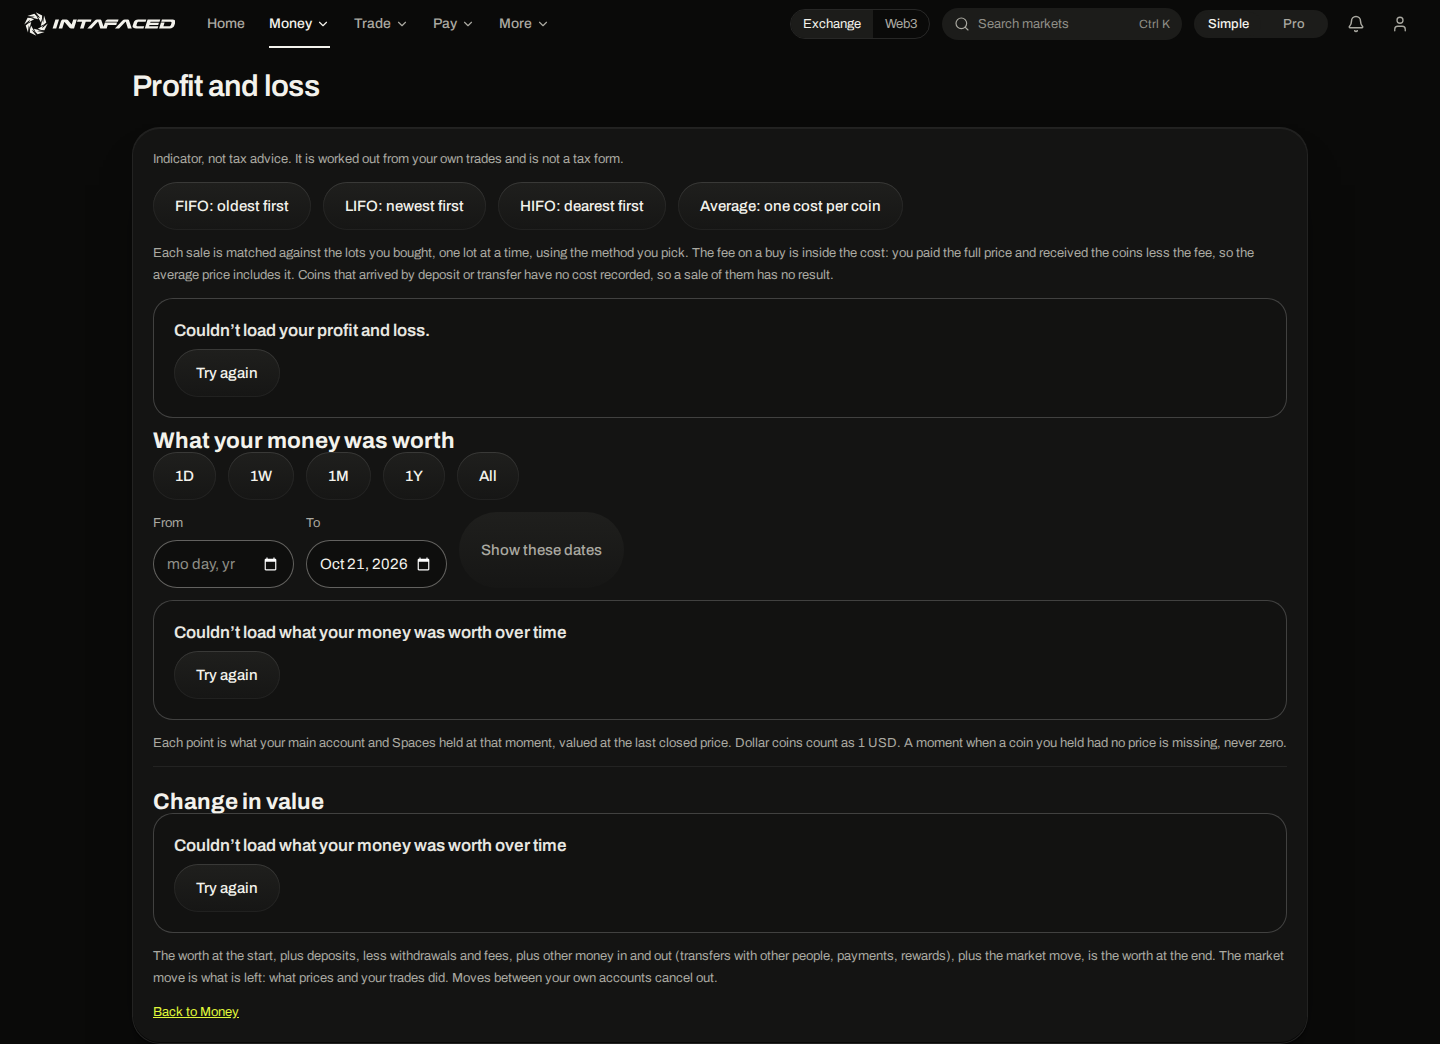 INTAFACED
Home
Money
Trade
Pay
More
Exchange
Web3
Search markets
Ctrl K
Simple
Pro
Profit and loss
Indicator, not tax advice. It is worked out from your own trades and is not a tax form.
FIFO: oldest first
LIFO: newest first
HIFO: dearest first
Average: one cost per coin
Each sale is matched against the lots you bought, one lot at a time, using the method you pick. The fee on a buy is inside the cost: you paid the full price and received the coins less the fee, so the
average price includes it. Coins that arrived by deposit or transfer have no cost recorded, so a sale of them has no result.
Couldn’t load your profit and loss.
Try again
What your money was worth
1D
1W
1M
1Y
All
From
To
mo day, yr
Oct 21, 2026
Show these dates
Couldn’t load what your money was worth over time
Try again
Each point is what your main account and Spaces held at that moment, valued at the last closed price. Dollar coins count as 1 USD. A moment when a coin you held had no price is missing, never zero.
Change in value
Couldn’t load what your money was worth over time
Try again
The worth at the start, plus deposits, less withdrawals and fees, plus other money in and out (transfers with other people, payments, rewards), plus the market move, is the worth at the end. The market
move is what is left: what prices and your trades did. Moves between your own accounts cancel out.
Back to Money